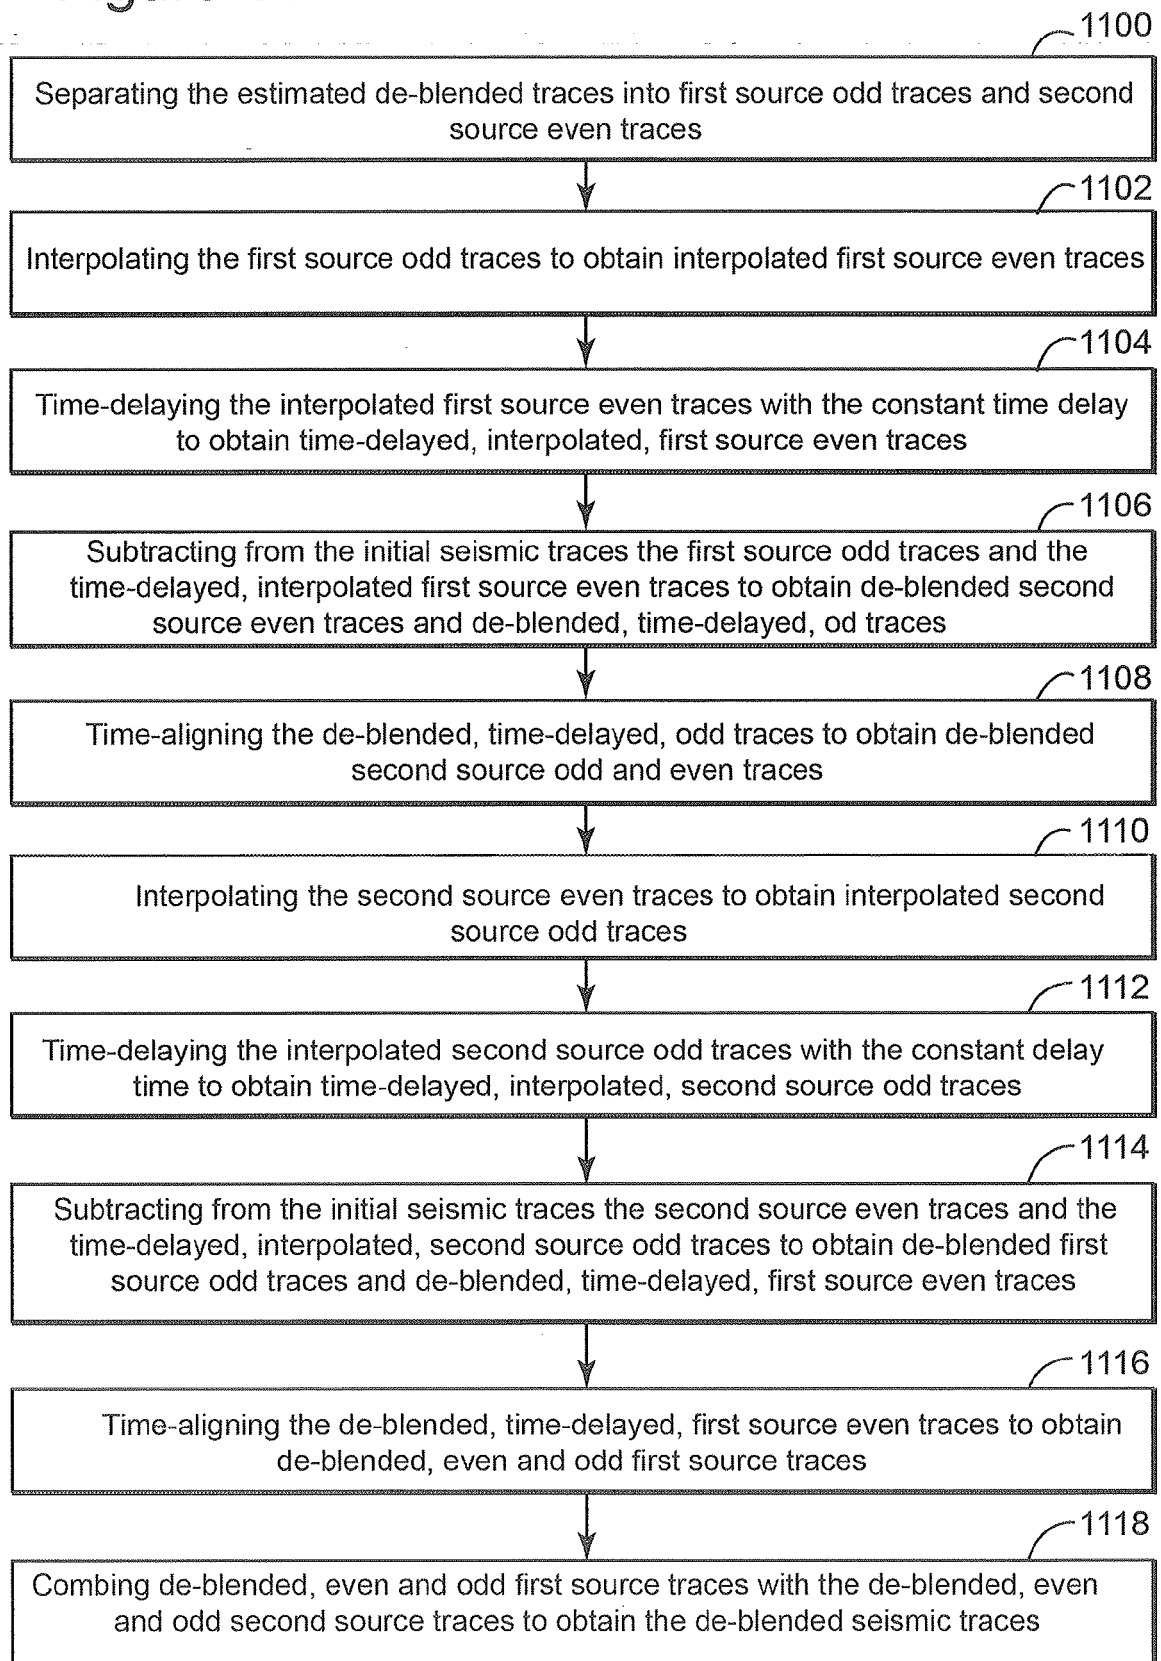 1100
Separating the estimated de-blended traces into first source odd traces and second
source even traces
1102
Interpolating the first source odd traces to obtain interpolated first source even traces
1104
Time-delaying the interpolated first source even traces with the constant time delay
to obtain time-delayed, interpolated, first source even traces
1106
Subtracting from the initial seismic traces the first source odd traces and the
time-delayed, interpolated first source even traces to obtain de-blended second
source even traces and de-blended, time-delayed, od traces
1108
Time-aligning the de-blended, time-delayed, odd traces to obtain de-blended
second source odd and even traces
1110
Interpolating the second source even traces to obtain interpolated second
source odd traces
1112
Time-delaying the interpolated second source odd traces with the constant delay
time to obtain time-delayed, interpolated, second source odd traces
1114
Subtracting from the initial seismic traces the second source even traces and the
time-delayed, interpolated, second source odd traces to obtain de-blended first
source odd traces and de-blended, time-delayed, first source even traces
1116
Time-aligning the de-blended, time-delayed, first source even traces to obtain
de-blended, even and odd first source traces
1118
Combing de-blended, even and odd first source traces with the de-blended, even
and odd second source traces to obtain the de-blended seismic traces